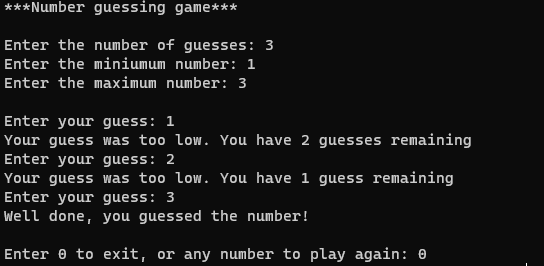 ***Number guessing game***
Enter the number of guesses: 3
Enter the miniumum number: 1
Enter the maximum number: 3
Enter your guess: 1
Your guess was too low. You have 2 guesses remaining
Enter your guess: 2
Your guess was too low. You have 1 guess remaining
Enter your guess: 3
Well done, you guessed the number!
Enter 0 to exit, or any number to play again: 0